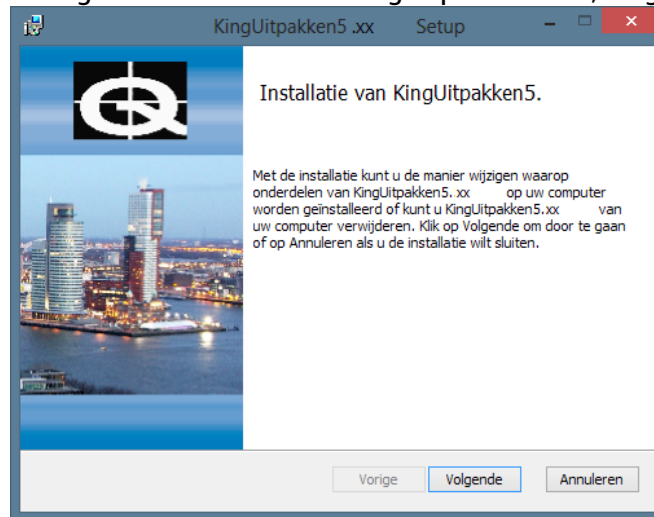 KingUitpakken5 .xx Setup
Installatie van KingUitpakken5.
Met de installatie kunt u de manier wijzigen waarop
onderdelen van KingUitpakken5. xx op uw computer
worden geïnstalleerd of kunt u KingUitpakken5.xx van
uw computer verwijderen. Klik op Volgende om door te gaan
of op Annuleren als u de installatie wilt sluiten.
Vorige Volgende Annuleren